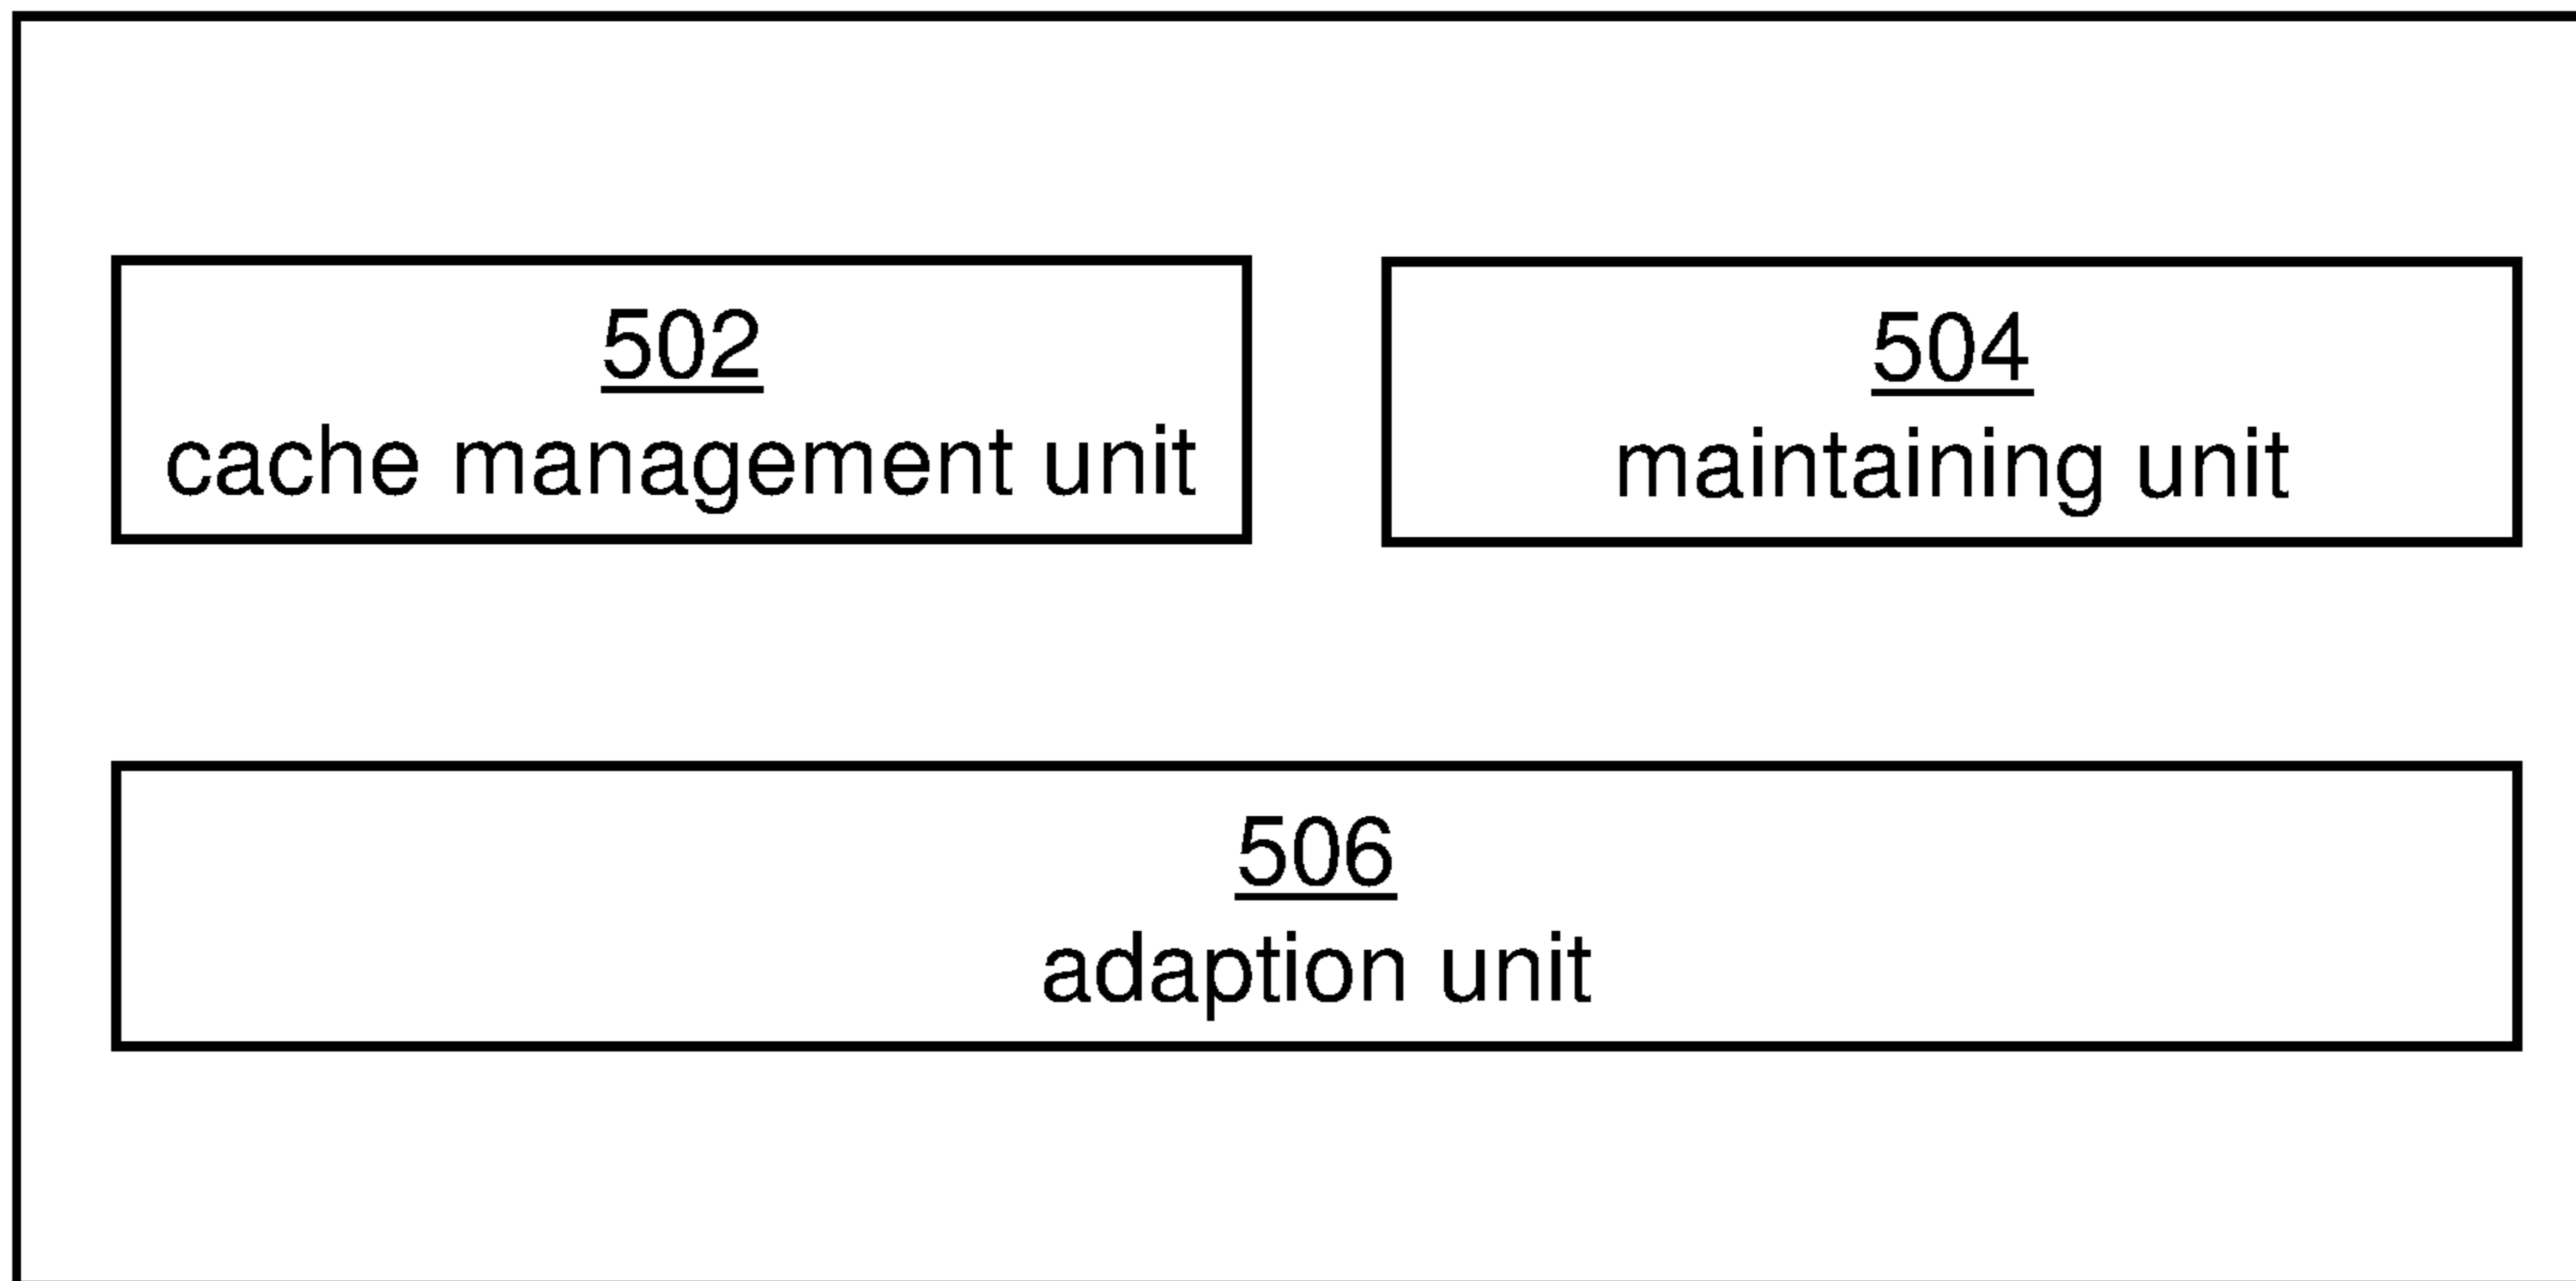 502
cache management unit
504
maintaining unit
506
adaption unit